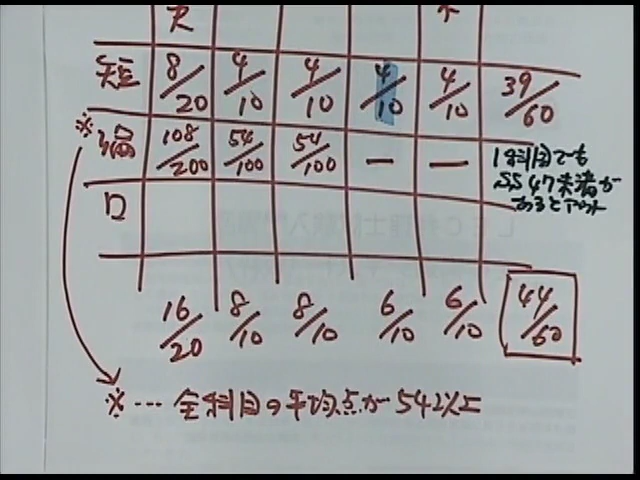 短 8/20 4/10 4/10 4/10 4/10 39/60
※論 108/200 54/100 54/100 ― ― 1科目でも
SS47未満が
あるとアウト
口
16/20 8/10 8/10 6/10 6/10 44/60
※…全科目の平均点が54以上